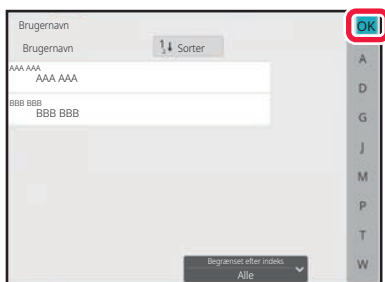 Brugernavn
OK
Brugernavn
Sorter
AAA AAA
AAA AAA
BBB BBB
BBB BBB
A
D
G
J
M
P
T
W
Begrænset efter indeks
Alle